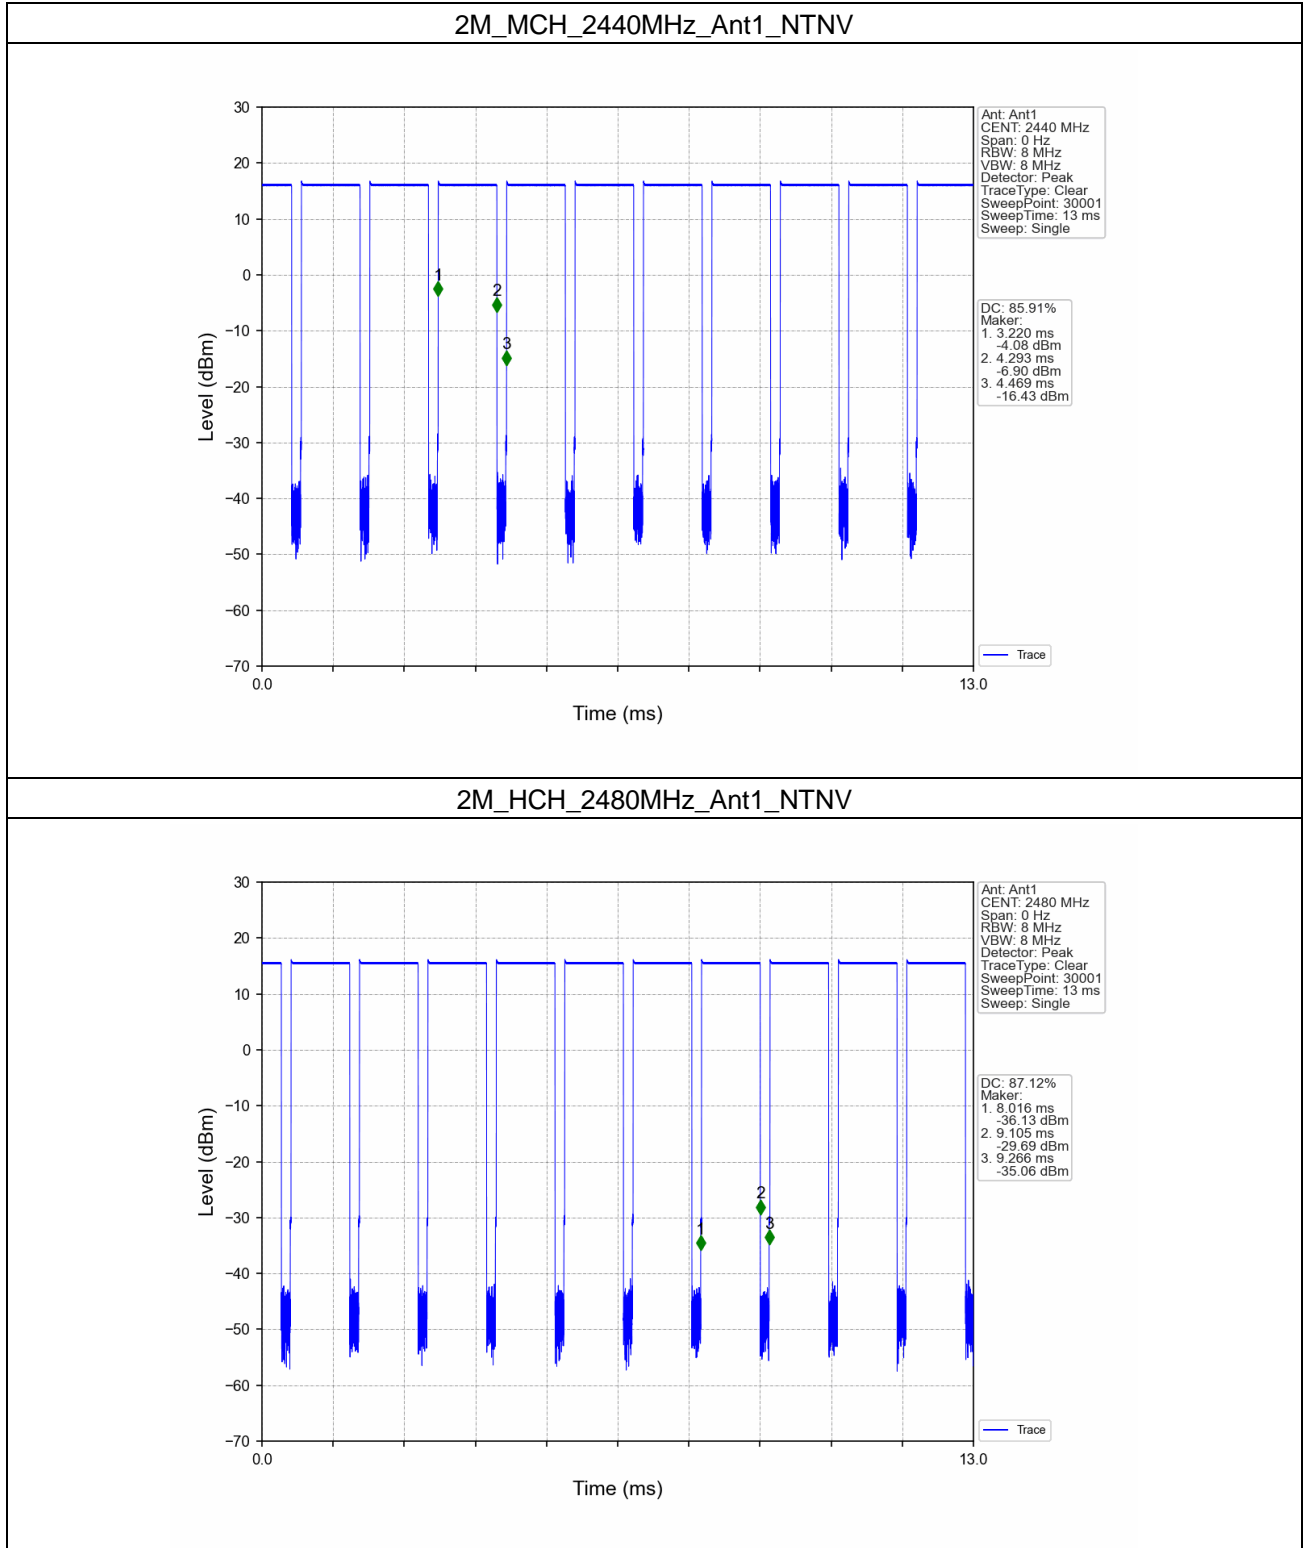 2M_MCH_2440MHz_Ant1_NTNV
30
20
10
0
−10
−20
−30
−40
−50
−60
−70
Level (dBm)
0.0
13.0
Time (ms)
1
2
3
Ant: Ant1
CENT: 2440 MHz
Span: 0 Hz
RBW: 8 MHz
VBW: 8 MHz
Detector: Peak
TraceType: Clear
SweepPoint: 30001
SweepTime: 13 ms
Sweep: Single
DC: 85.91%
Maker:
1. 3.220 ms
-4.08 dBm
2. 4.293 ms
-6.90 dBm
3. 4.469 ms
-16.43 dBm
Trace
2M_HCH_2480MHz_Ant1_NTNV
30
20
10
0
−10
−20
−30
−40
−50
−60
−70
Level (dBm)
0.0
13.0
Time (ms)
1
2
3
Ant: Ant1
CENT: 2480 MHz
Span: 0 Hz
RBW: 8 MHz
VBW: 8 MHz
Detector: Peak
TraceType: Clear
SweepPoint: 30001
SweepTime: 13 ms
Sweep: Single
DC: 87.12%
Maker:
1. 8.016 ms
-36.13 dBm
2. 9.105 ms
-29.69 dBm
3. 9.266 ms
-35.06 dBm
Trace